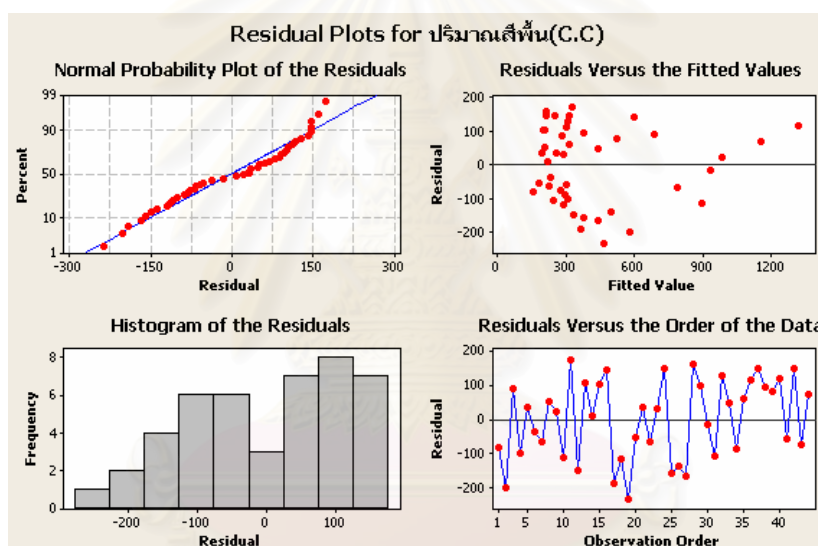 Residual Plots for ปริมาณสีพื้น(C.C)
Normal Probability Plot of the Residuals
Percent
99
90
50
10
1
-300 -150 0 150 300
Residual
Residuals Versus the Fitted Values
Residual
200
100
0
-100
-200
0 300 600 900 1200
Fitted Value
Histogram of the Residuals
Frequency
8
6
4
2
0
-200 -100 0 100
Residual
Residuals Versus the Order of the Data
Residual
200
100
0
-100
-200
1 5 10 15 20 25 30 35 40
Observation Order